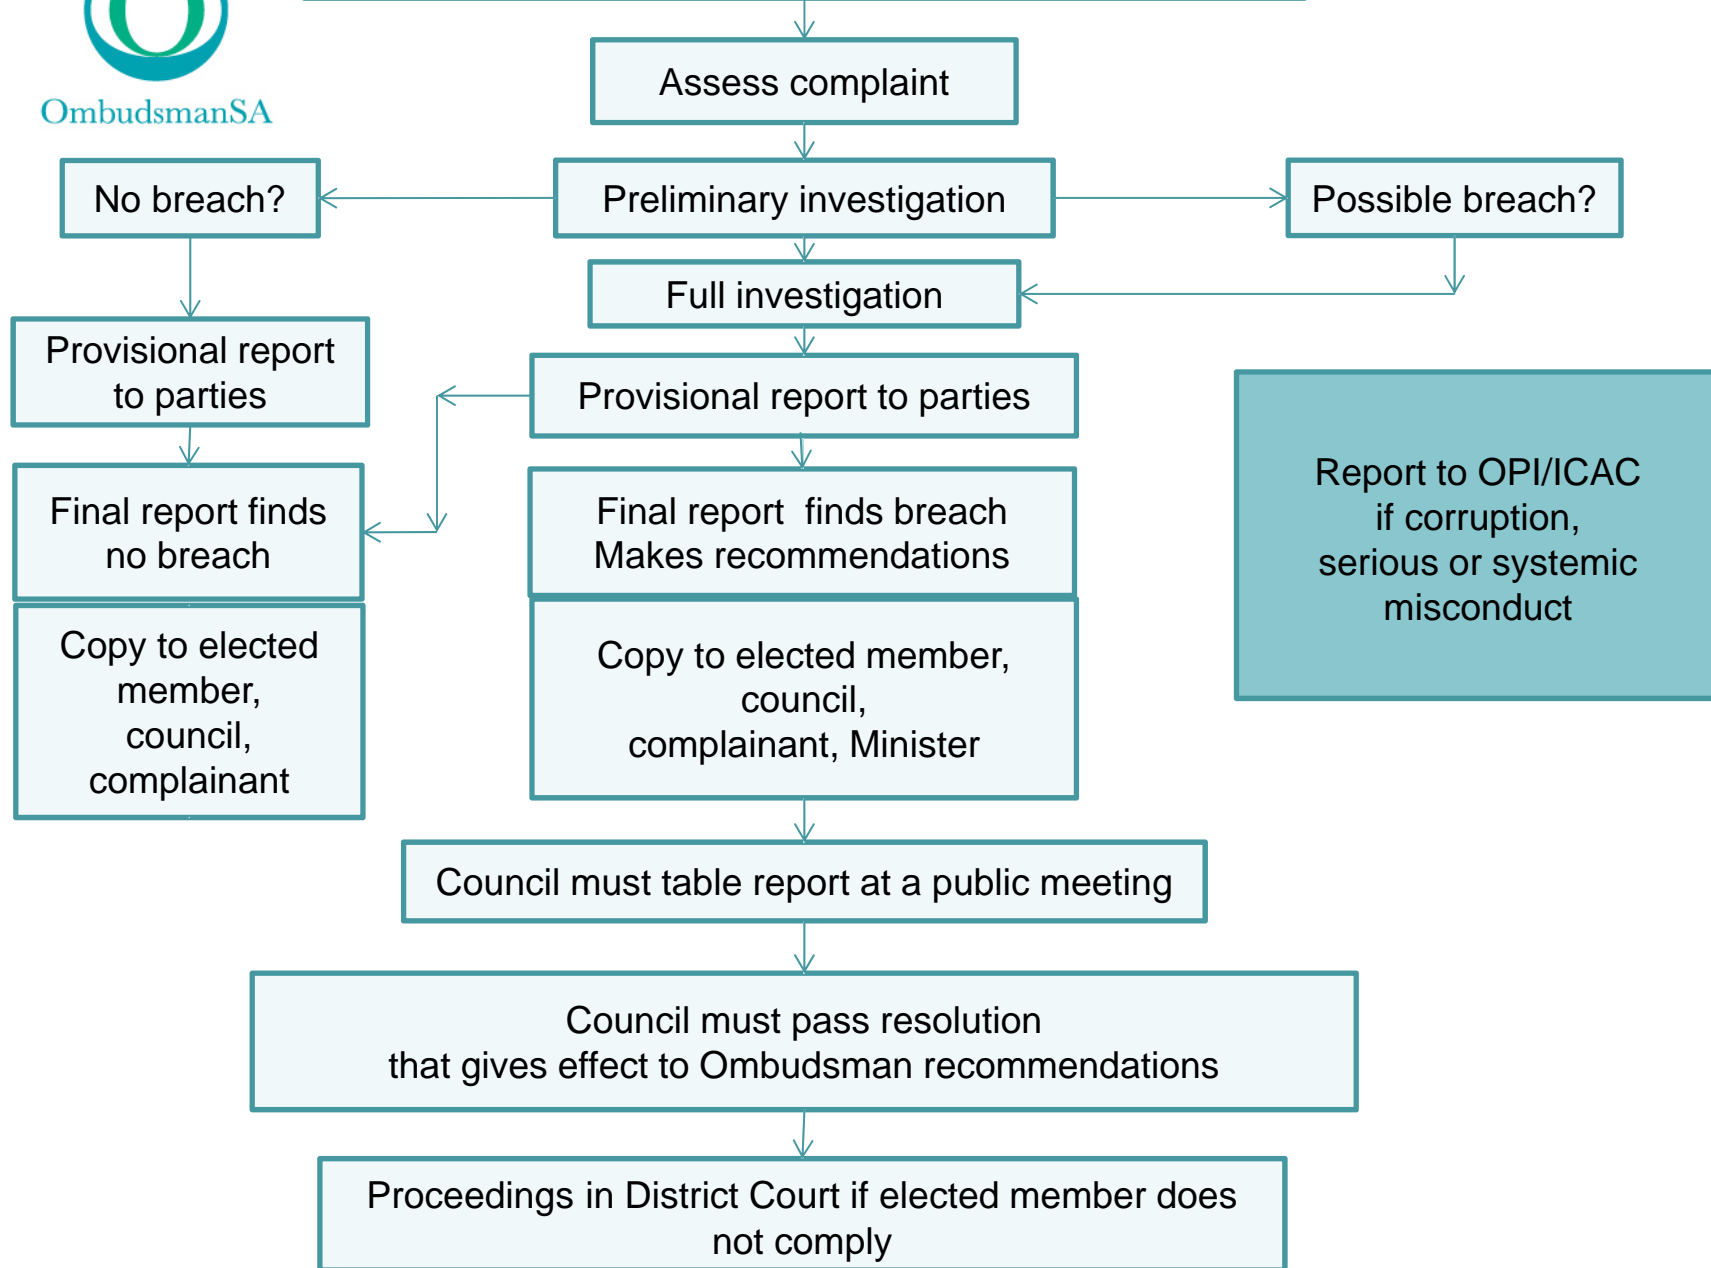 OmbudsmanSA
Assess complaint
No breach?
Preliminary investigation
Possible breach?
Full investigation
Provisional report
to parties
Provisional report to parties
Final report finds
no breach
Final report  finds breach
Makes recommendations
Report to OPI/ICAC
if corruption,
serious or systemic
misconduct
Copy to elected
member,
council,
complainant
Copy to elected member,
council,
complainant, Minister
Council must table report at a public meeting
Council must pass resolution
that gives effect to Ombudsman recommendations
Proceedings in District Court if elected member does
not comply